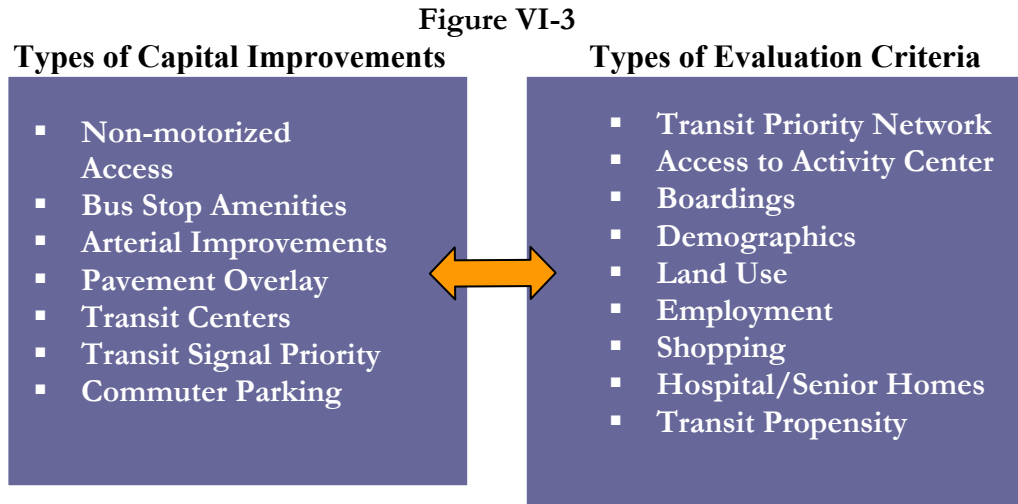 Figure VI-3
Types of Capital Improvements
▪ Non-motorized
Access
▪ Bus Stop Amenities
▪ Arterial Improvements
▪ Pavement Overlay
▪ Transit Centers
▪ Transit Signal Priority
▪ Commuter Parking
Types of Evaluation Criteria
▪ Transit Priority Network
▪ Access to Activity Center
▪ Boardings
▪ Demographics
▪ Land Use
▪ Employment
▪ Shopping
▪ Hospital/Senior Homes
▪ Transit Propensity